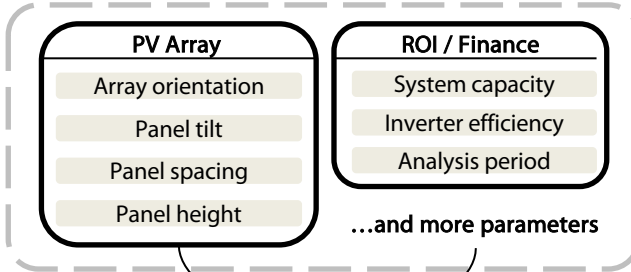 PV Array
Array orientation
Panel tilt
Panel spacing
Panel height
ROI / Finance
System capacity
Inverter efficiency
Analysis period
...and more parameters